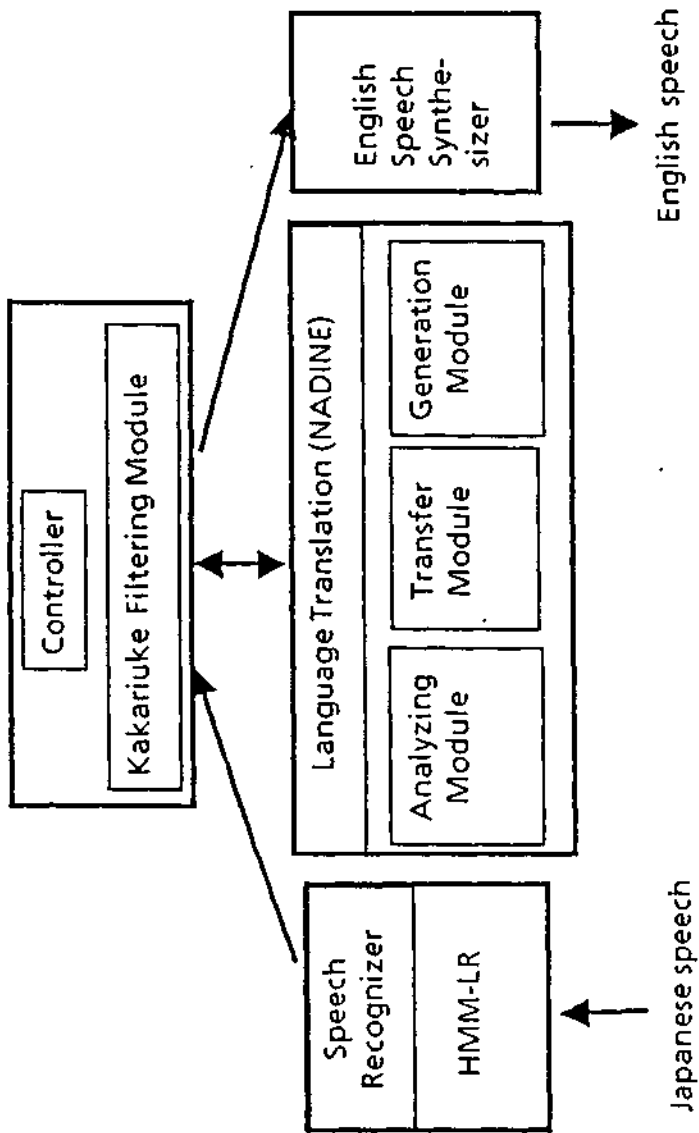 Controller
Kakariuke Filtering Module
Speech
Recognizer
HMM-LR
Japanese speech
Language Translation (NADINE)
Analyzing
Module
Transfer
Module
Generation
Module
English
Speech
Synthe-
sizer
English speech